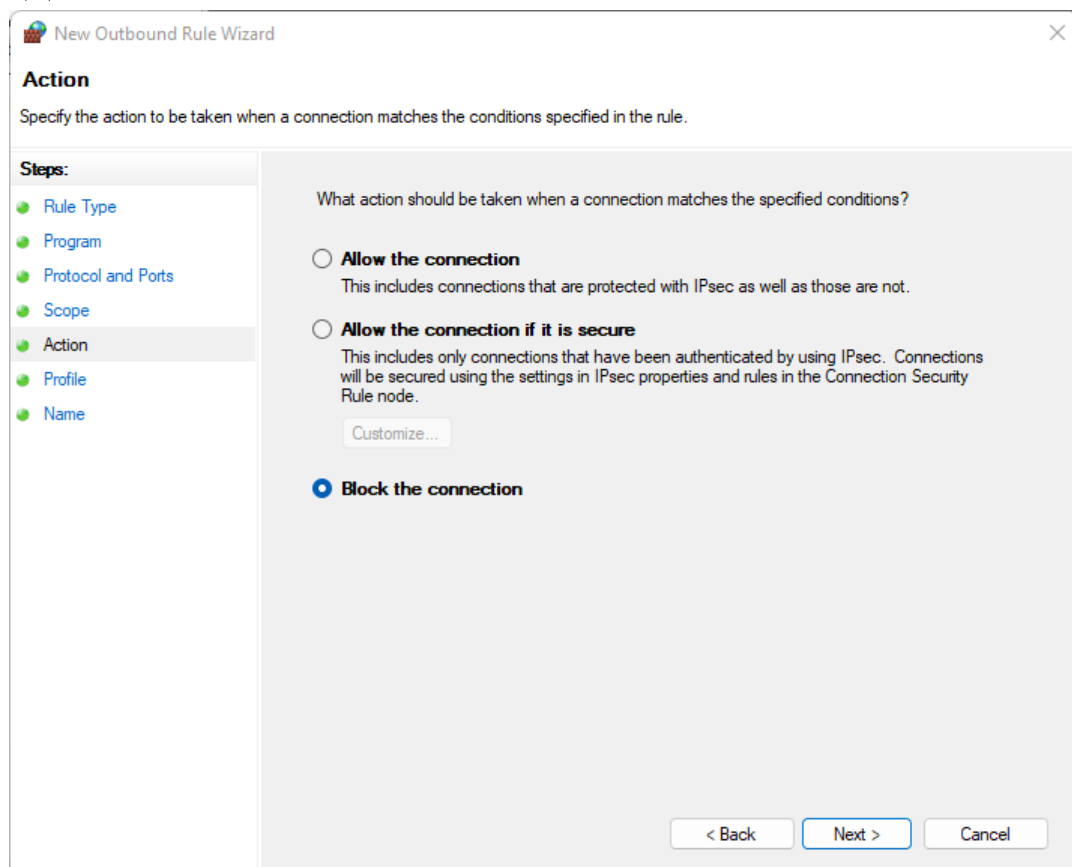 New Outbound Rule Wizard
Action
Specify the action to be taken when a connection matches the conditions specified in the rule.
Steps:
Rule Type
Program
Protocol and Ports
Scope
Action
Profile
Name
What action should be taken when a connection matches the specified conditions?
Allow the connection
This includes connections that are protected with IPsec as well as those are not.
Allow the connection if it is secure
This includes only connections that have been authenticated by using IPsec. Connections
will be secured using the settings in IPsec properties and rules in the Connection Security
Rule node.
Customize...
Block the connection
< Back
Next >
Cancel